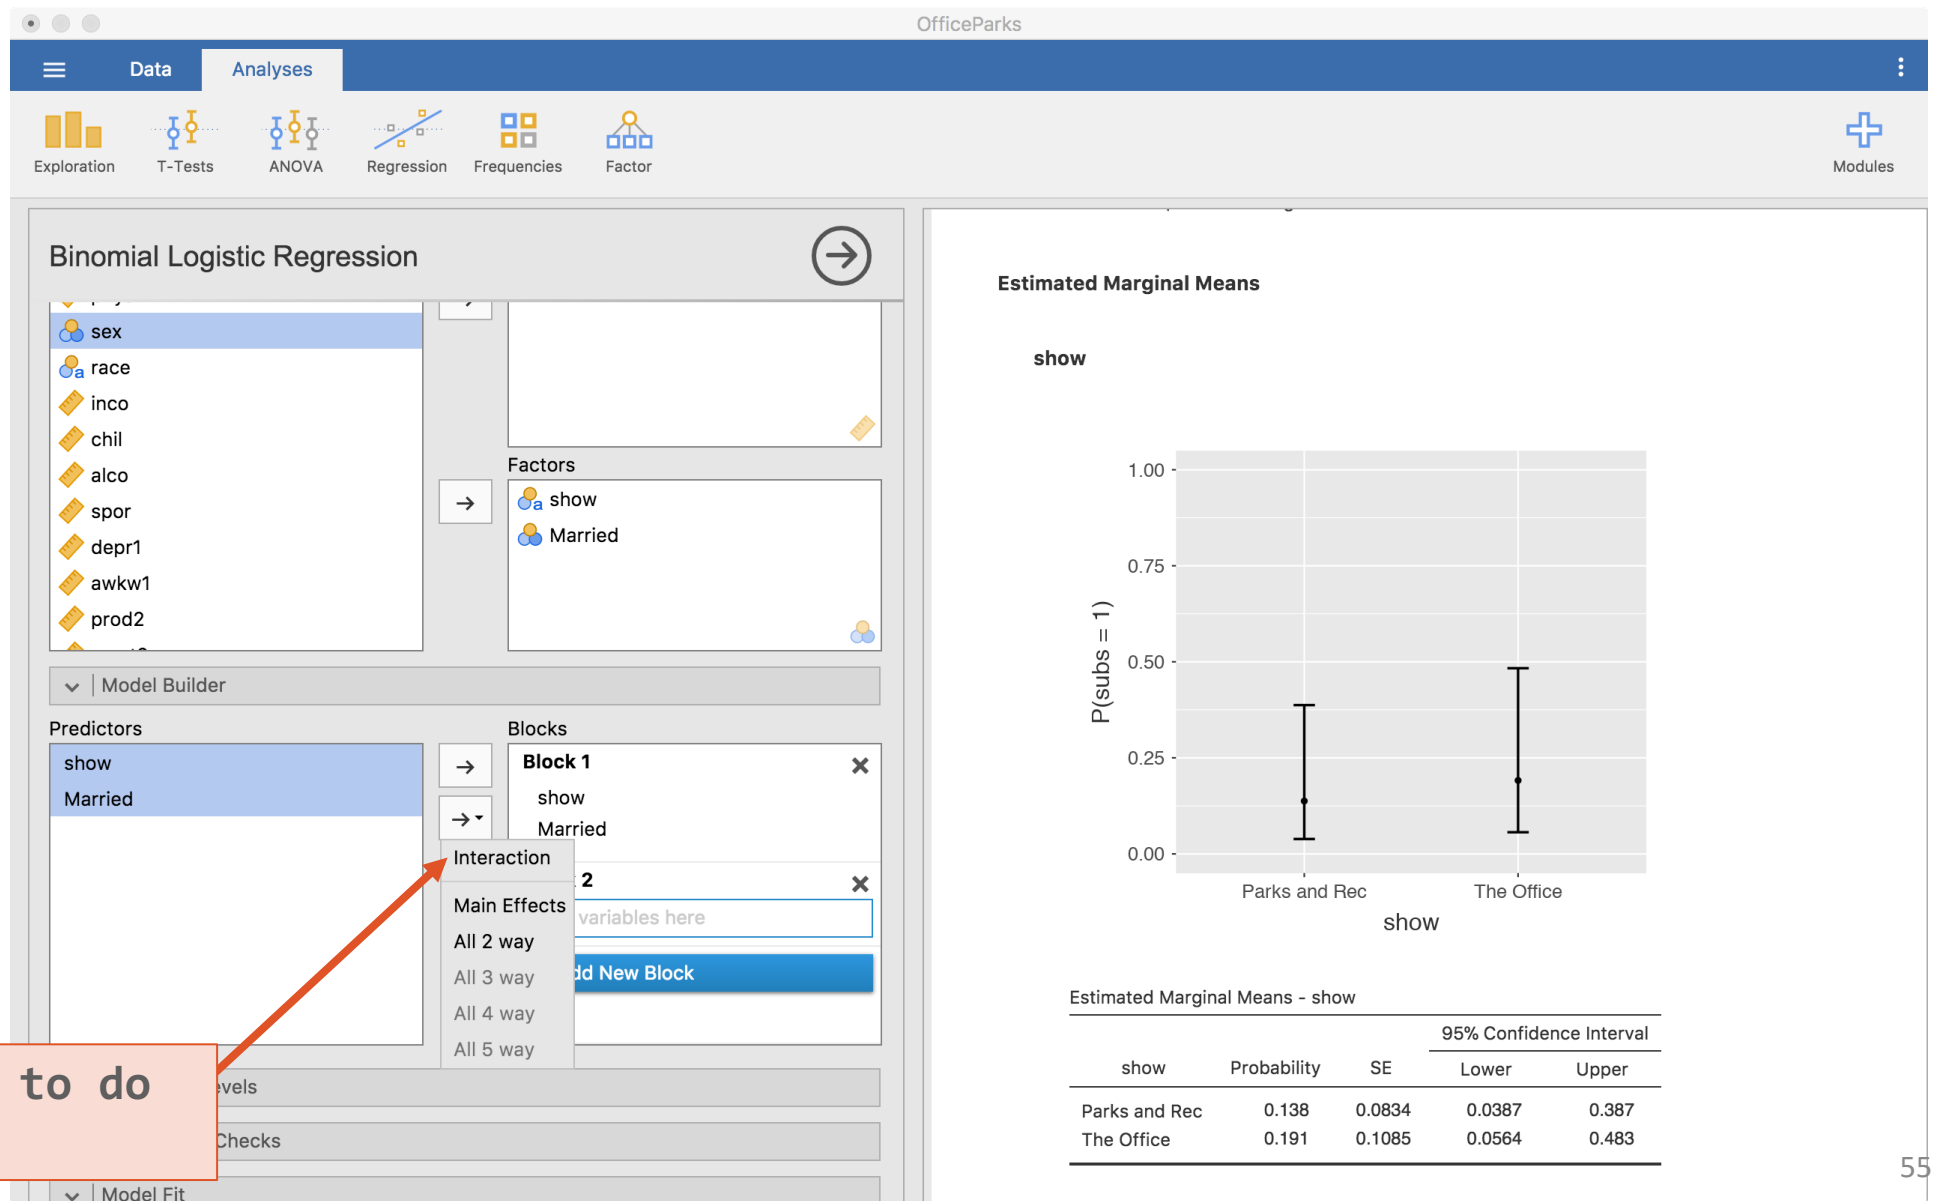 OfficeParks
Data
Analyses
Exploration
T-Tests
ANOVA
Regression
Frequencies
Factor
Modules
Binomial Logistic Regression
sex
race
inco
chil
alco
spor
depr1
awkw1
prod2
Factors
show
Married
Model Builder
Predictors
show
Married
Blocks
Block 1
show
Married
2
variables here
dd New Block
Interaction
Main Effects
All 2 way
All 3 way
All 4 way
All 5 way
to do
evels
Checks
Model Fit
Estimated Marginal Means
show
P(subs = 1)
1.00
0.75
0.50
0.25
0.00
Parks and Rec
The Office
show
Estimated Marginal Means - show
95% Confidence Interval
show Probability SE Lower Upper
Parks and Rec 0.138 0.0834 0.0387 0.387
The Office 0.191 0.1085 0.0564 0.483
55